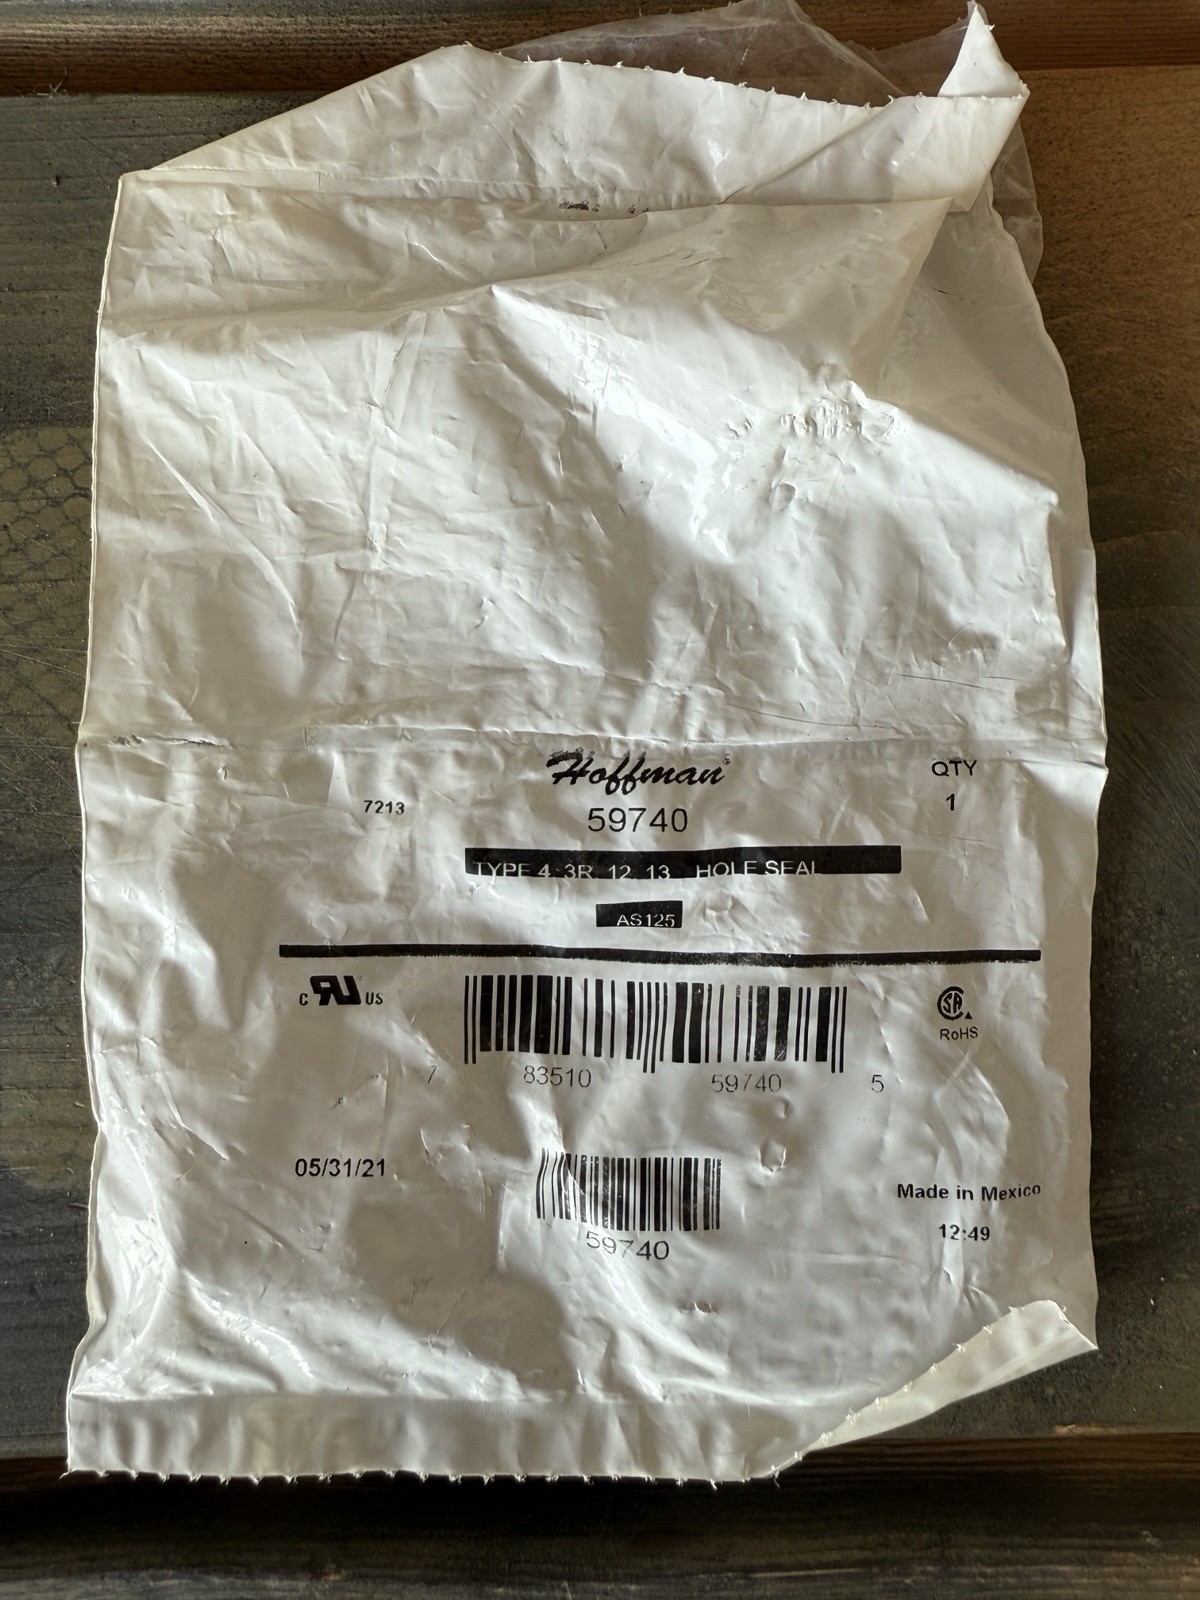 Hoffman
QTY
7213
59740
1
TYPE 4, 3R, 12, 13 HOLE SEAL
AS125
C US
RoHS
7 83510 59740 5
05/31/21
Made in Mexico
12:49
59740